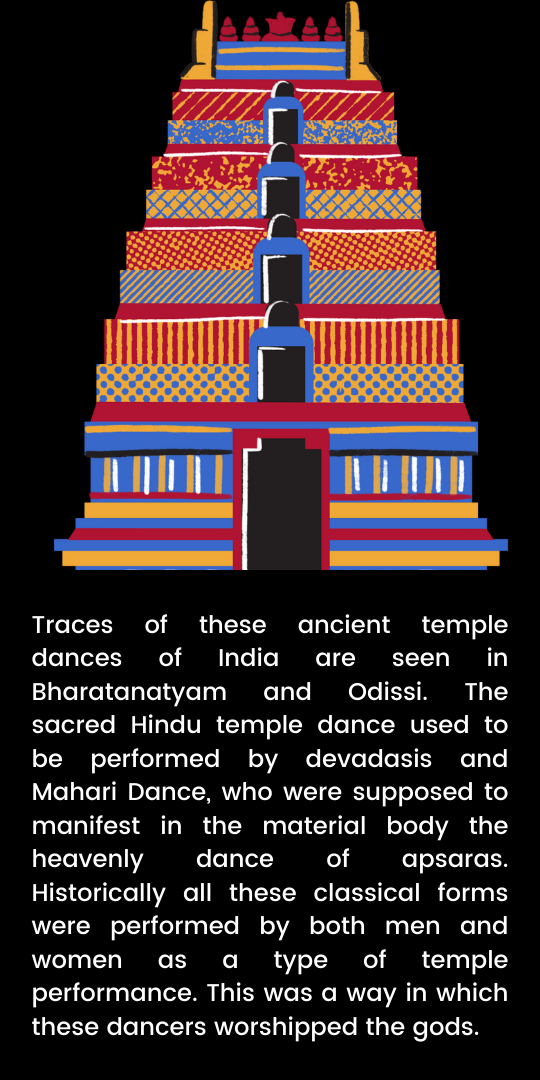 Traces of these ancient temple
dances of India are seen in
Bharatanatyam and Odissi. The
sacred Hindu temple dance used to
be performed by devadasis and
Mahari Dance, who were supposed to
manifest in the material body the
heavenly dance of apsaras.
Historically all these classical forms
were performed by both men and
women as a type of temple
performance. This was a way in which
these dancers worshipped the gods.